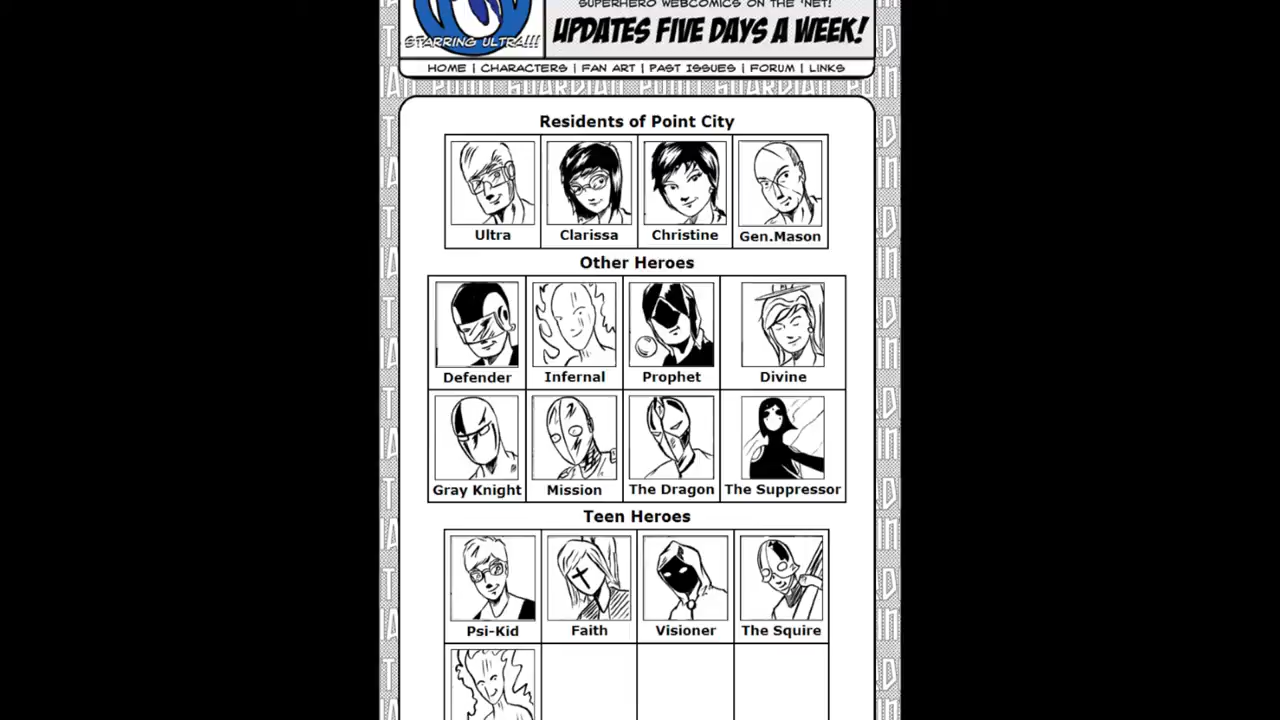 SUPERHERO WEBCOMICS ON THE 'NET!
STARRING ULTRA!!!
UPDATES FIVE DAYS A WEEK!
HOME | CHARACTERS | FAN ART | PAST ISSUES | FORUM | LINKS
Residents of Point City
Ultra
Clarissa
Christine
Gen.Mason
Other Heroes
Defender
Infernal
Prophet
Divine
Gray Knight
Mission
The Dragon
The Suppressor
Teen Heroes
Psi-Kid
Faith
Visioner
The Squire